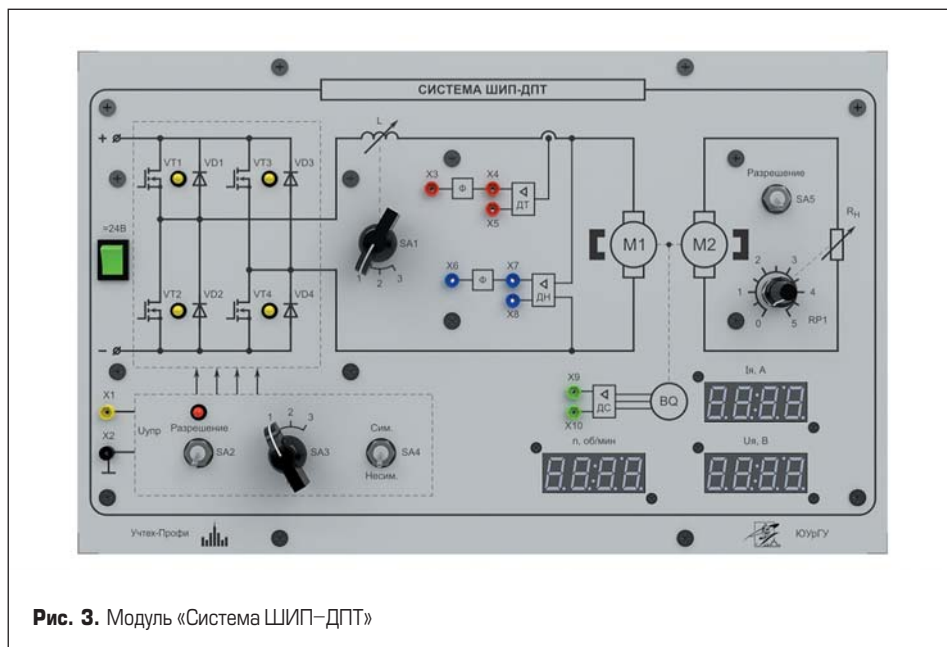 СИСТЕМА ШИП-ДПТ
+
VT1
VD1
VT3
VD3
L
X3
Ф
X4
X5
ДТ
Разрешение
SA5
Rн
=24В
SA1
1
2
3
M1
M2
X6
Ф
X7
X8
ДН
VT2
VD2
VT4
VD4
0
1
2
3
4
5
RP1
–
X1
X2
Uупр
Разрешение
SA2
1
2
3
SA3
Сим.
SA4
Несим.
X9
X10
ДС
BQ
Iя, А
n, об/мин
Uя, В
Учтех-Профи
ЮУрГУ
Рис. 3. Модуль «Система ШИП–ДПТ»